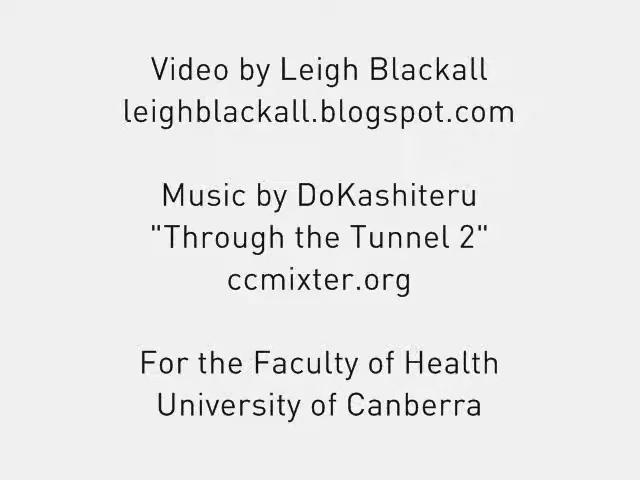 Video by Leigh Blackall
leighblackall.blogspot.com
Music by DoKashiteru
"Through the Tunnel 2"
ccmixter.org
For the Faculty of Health
University of Canberra